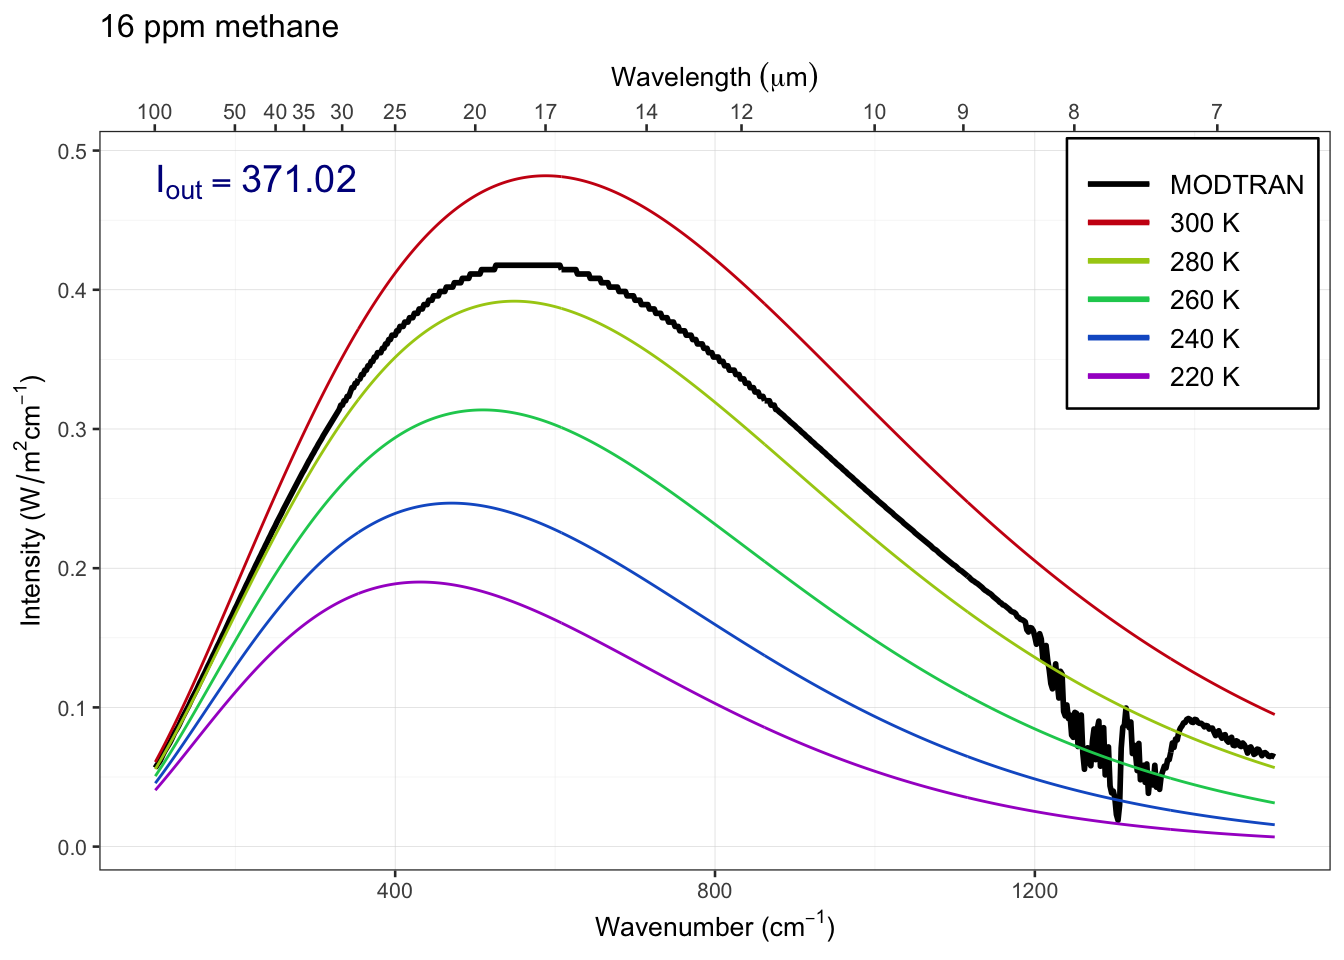 16 ppm methane
Wavelength (μm)
100 50 40 35 30 25 20 17 14 12 10 9 8 7
I_out = 371.02
MODTRAN
300 K
280 K
260 K
240 K
220 K
0.5
0.4
0.3
0.2
0.1
0.0
Intensity (W/m²cm⁻¹)
400 800 1200
Wavenumber (cm⁻¹)